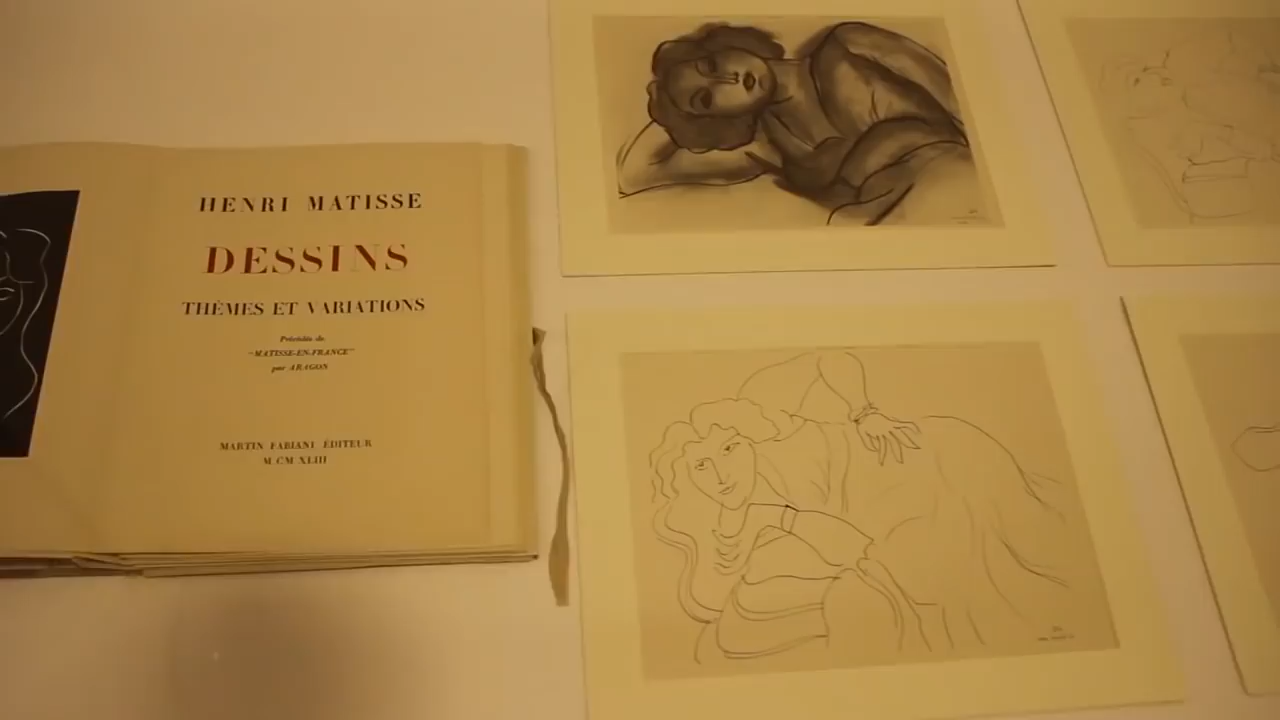 HENRI MATISSE
DESSINS
THÈMES ET VARIATIONS
Précédés de
"MATISSE-EN-FRANCE"
par ARAGON
MARTIN FABIANI ÉDITEUR
M CM XLIII